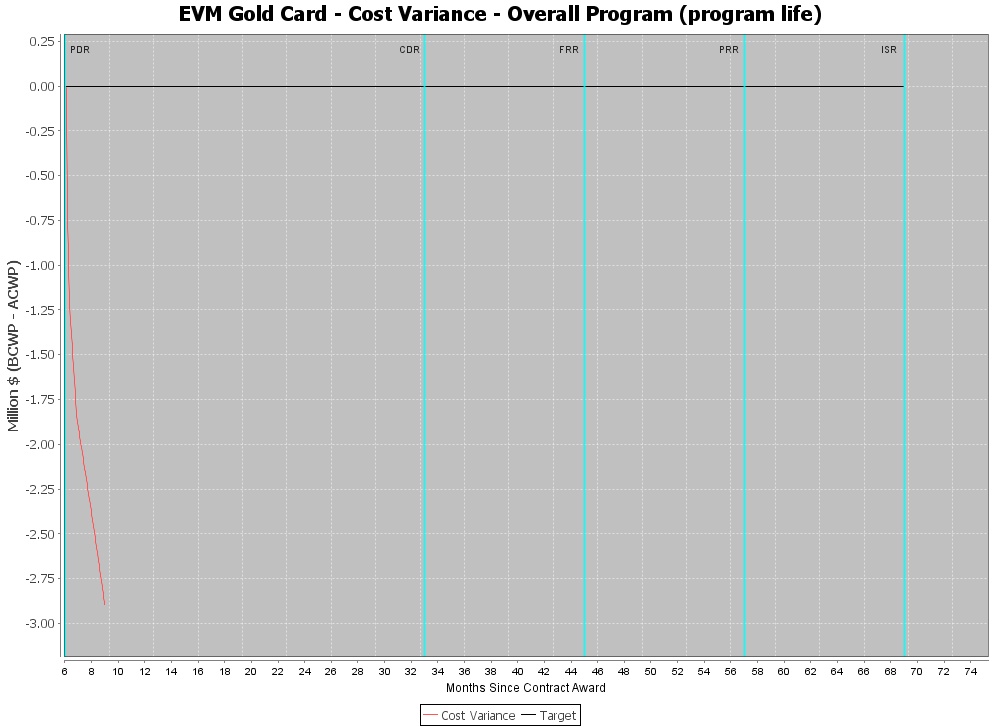 EVM Gold Card - Cost Variance - Overall Program (program life)
PDR CDR FRR PRR ISR
0.25
0.00
-0.25
-0.50
-0.75
-1.00
-1.25
-1.50
-1.75
-2.00
-2.25
-2.50
-2.75
-3.00
Million $ (BCWP - ACWP)
6 8 10 12 14 16 18 20 22 24 26 28 30 32 34 36 38 40 42 44 46 48 50 52 54 56 58 60 62 64 66 68 70 72 74
Months Since Contract Award
Cost Variance Target